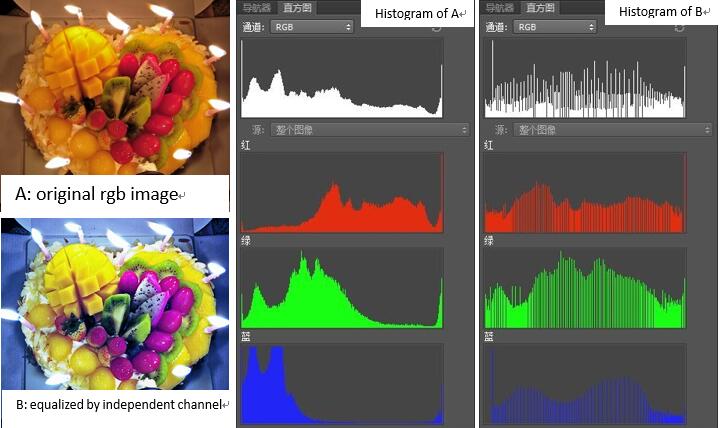 A: original rgb image
B: equalized by independent channel
导航器 直方图
Histogram of A
通道: RGB
源: 整个图像
红
绿
蓝
导航器 直方图
Histogram of B
通道: RGB
源: 整个图像
红
绿
蓝